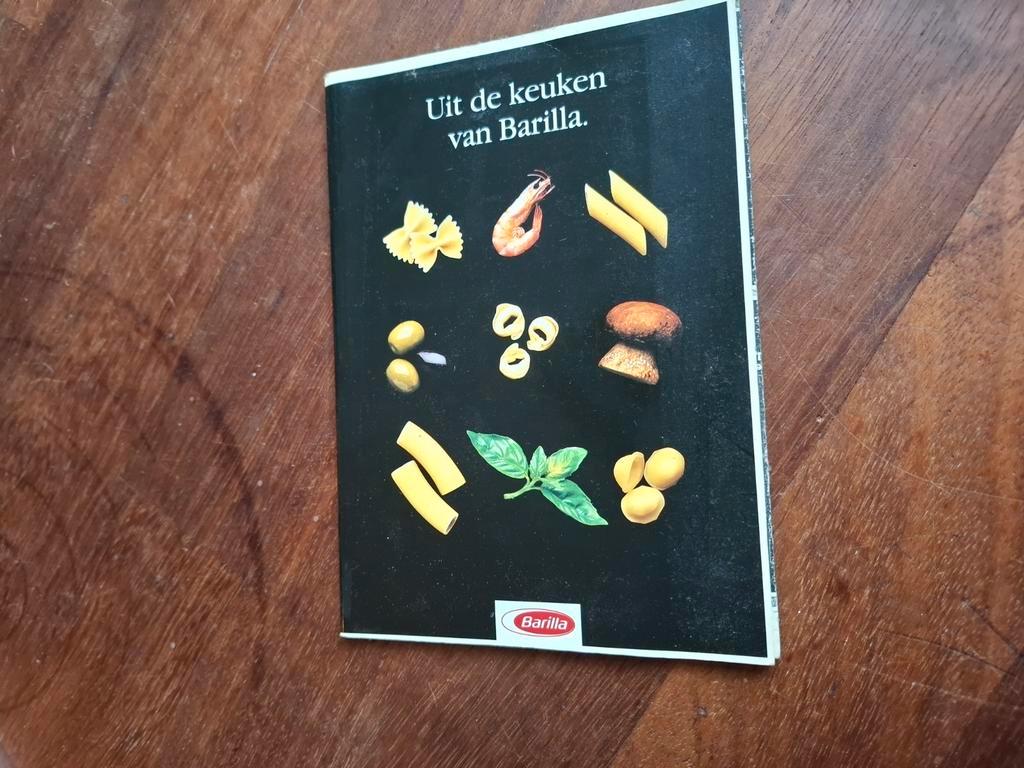 Uit de keuken
van Barilla.
Barilla